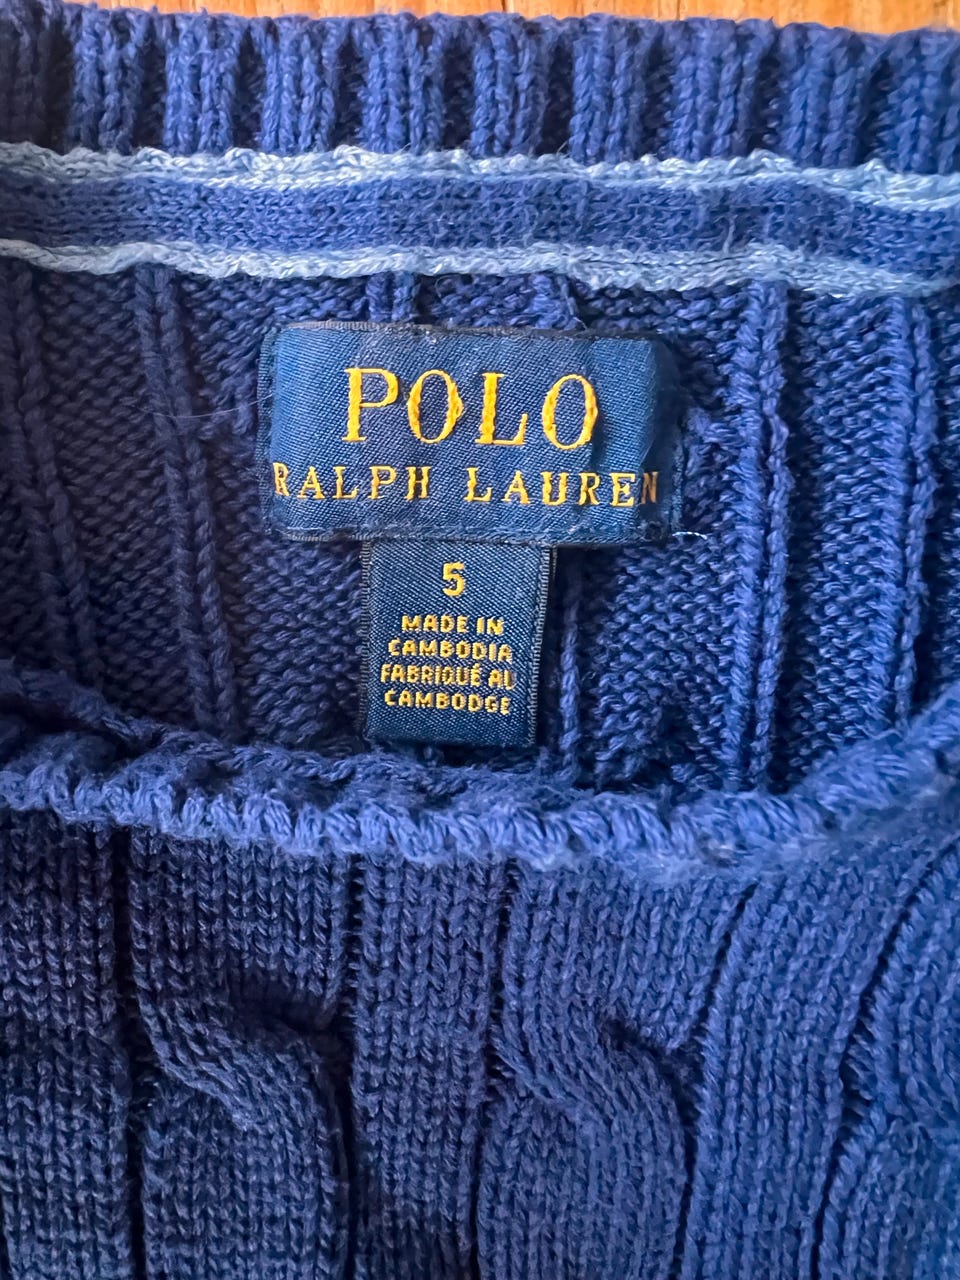 POLO
RALPH LAUREN
5
MADE IN
CAMBODIA
FABRIQUÉ AU
CAMBODGE